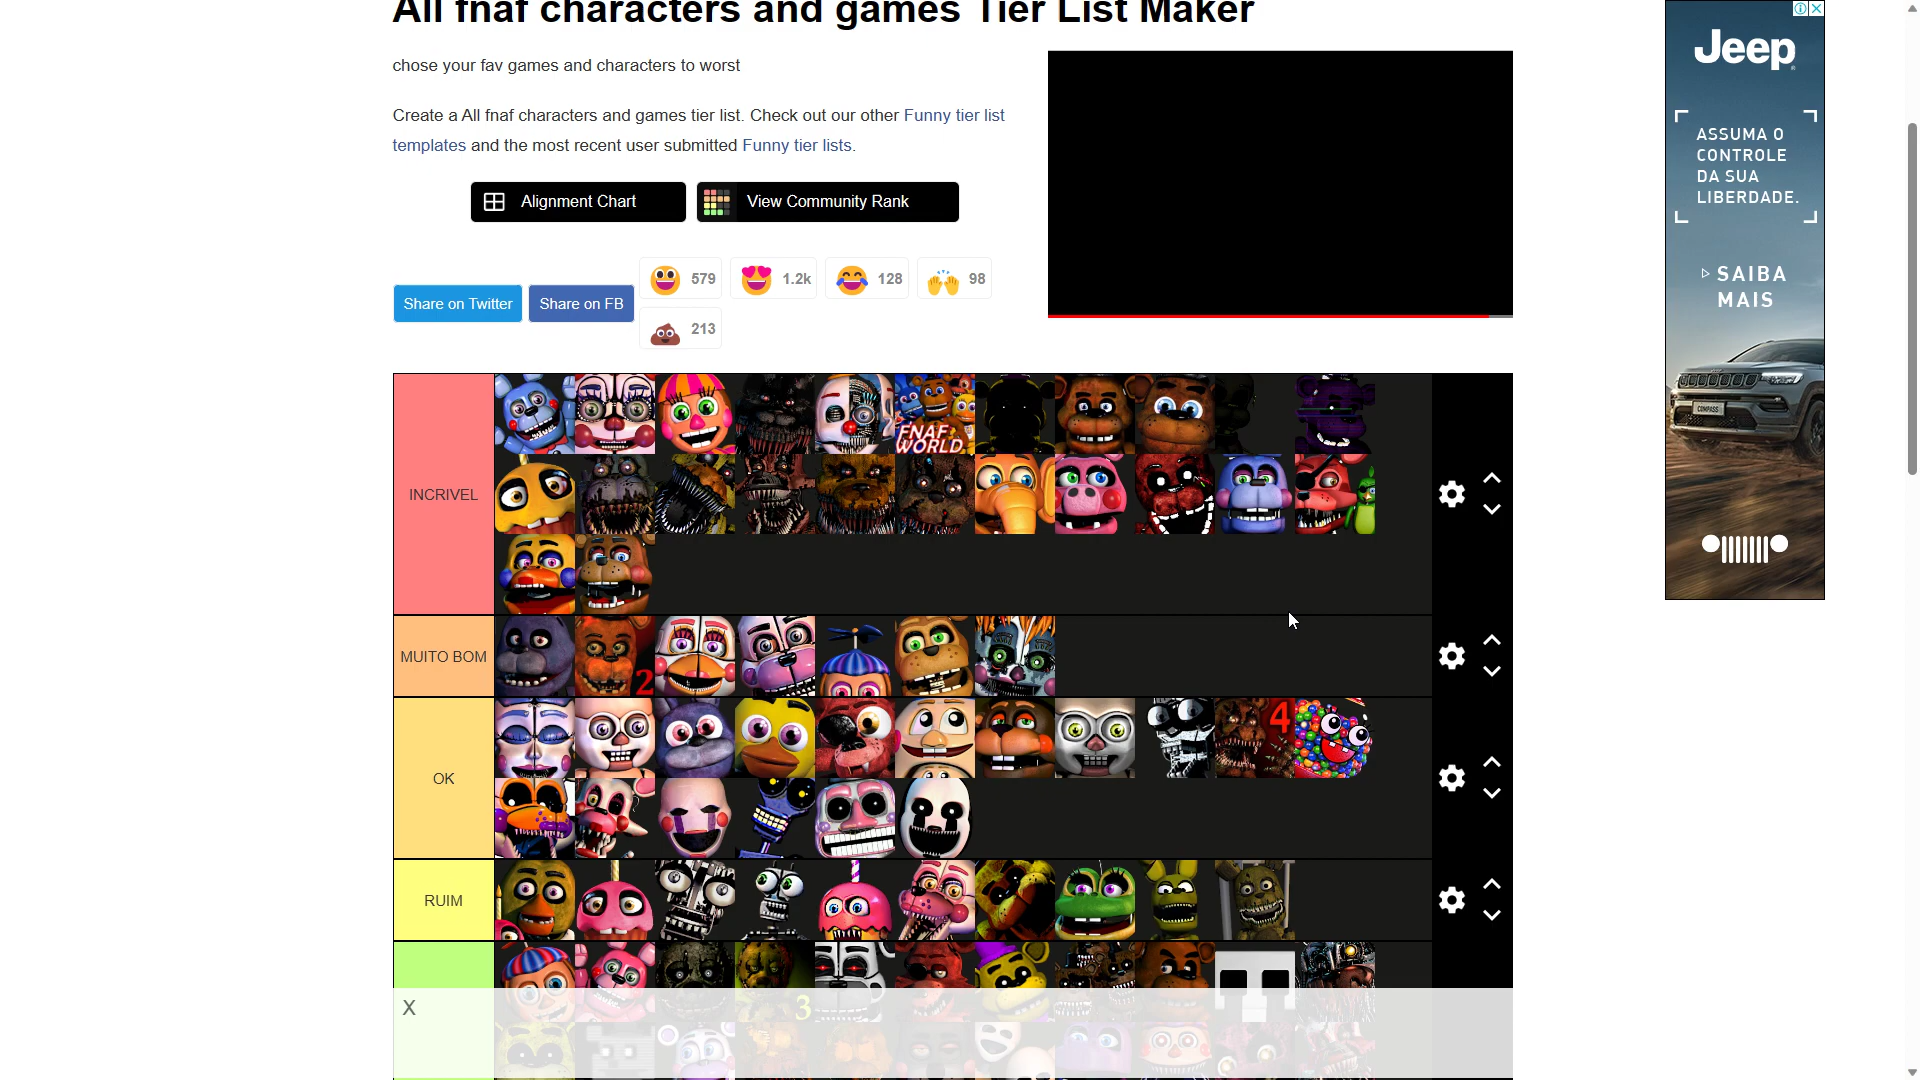 All fnaf characters and games Tier List Maker
chose your fav games and characters to worst
Create a All fnaf characters and games tier list. Check out our other Funny tier list
templates and the most recent user submitted Funny tier lists.
Alignment Chart
View Community Rank
Share on Twitter
Share on FB
579
1.2k
128
98
213
INCRIVEL
FNAF
WORLD
MUITO BOM
2
OK
4
RUIM
3
X
Jeep
ASSUMA O
CONTROLE
DA SUA
LIBERDADE.
SAIBA
MAIS
COMPASS